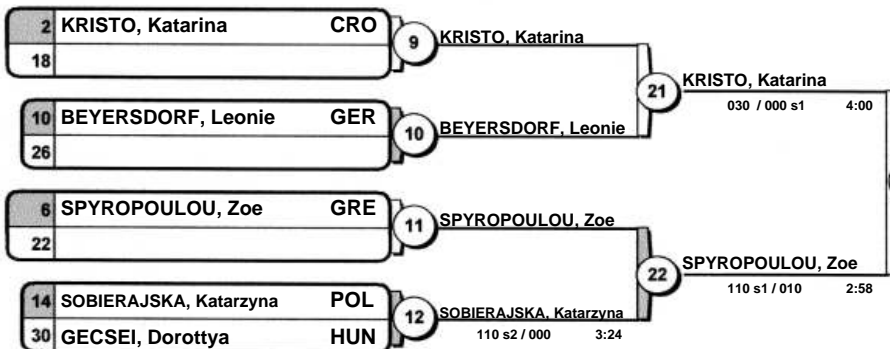 2 KRISTO, Katarina CRO
18
9
KRISTO, Katarina
10 BEYERSDORF, Leonie GER
26
10
BEYERSDORF, Leonie
21
KRISTO, Katarina
030 / 000 s1 4:00
6 SPYROPOULOU, Zoe GRE
22
11
SPYROPOULOU, Zoe
14 SOBIERAJSKA, Katarzyna POL
30 GECSEI, Dorottya HUN
12
SOBIERAJSKA, Katarzyna
110 s2 / 000 3:24
22
SPYROPOULOU, Zoe
110 s1 / 010 2:58